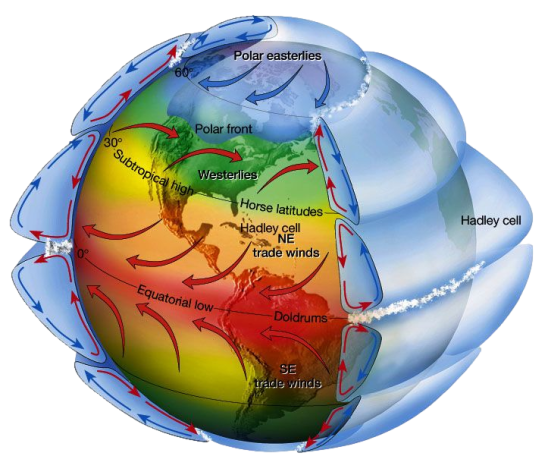 Polar easterlies
60°
Polar front
30°
Subtropical high
Westerlies
Horse latitudes
Hadley cell
Hadley cell
NE
trade winds
0°
Equatorial low
Doldrums
SE
trade winds